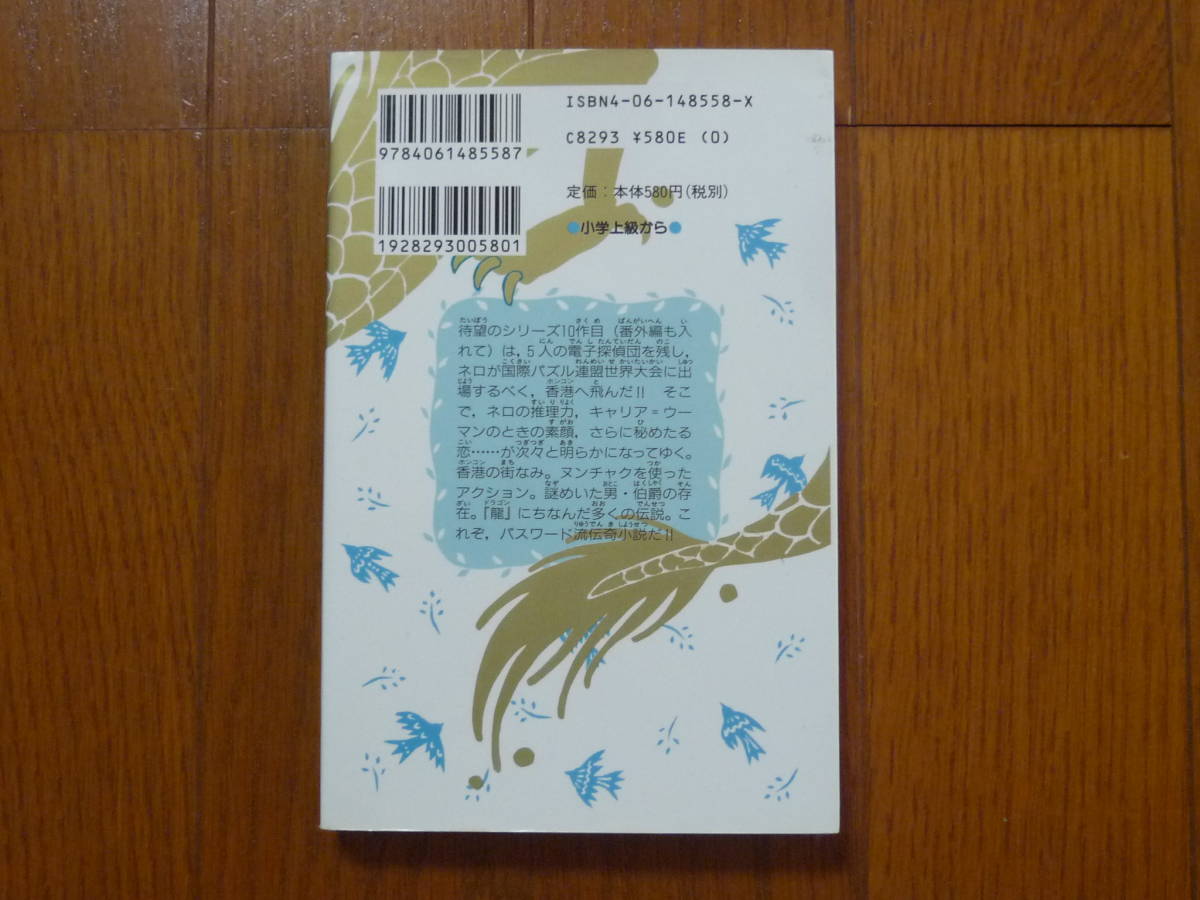 ISBN4-06-148558-X
C8293 ¥580E (0)
9784061485587
定価：本体580円(税別)
1928293005801
●小学上級から●
待望のシリーズ10作目（番外編も入
れて）は，5人の電子探偵団を残し，
ネロが国際パズル連盟世界大会に出
場するべく，香港へ飛んだ!!　そこ
で，ネロの推理力，キャリア＝ウー
マンのときの素顔，さらに秘めたる
恋……が次々と明らかになってゆく。
香港の街なみ。ヌンチャクを使った
アクション。謎めいた男・伯爵の存
在。『龍』にちなんだ多くの伝説。こ
れぞ，パスワード流伝奇小説だ!!